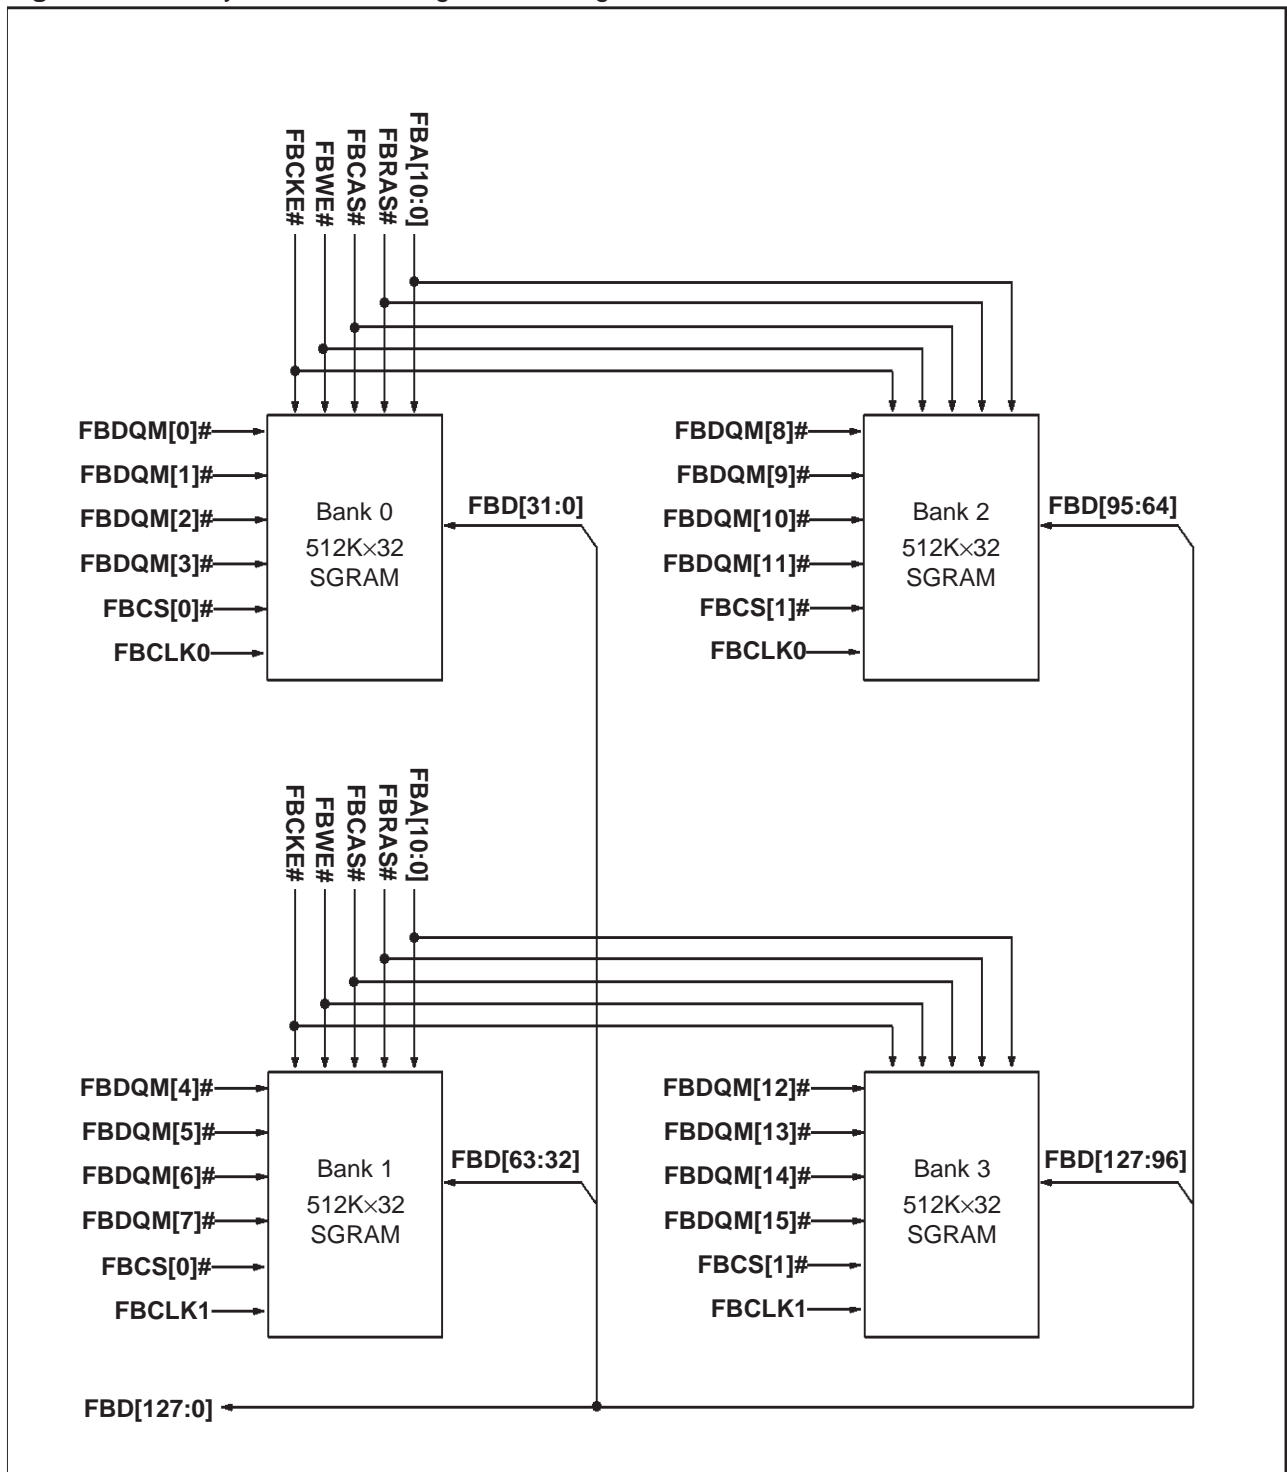 FBCKE#
FBWE#
FBCAS#
FBRAS#
FBA[10:0]
FBDQM[0]#
FBDQM[1]#
FBDQM[2]#
FBDQM[3]#
FBCS[0]#
FBCLK0
Bank 0
512K×32
SGRAM
FBD[31:0]
FBDQM[8]#
FBDQM[9]#
FBDQM[10]#
FBDQM[11]#
FBCS[1]#
FBCLK0
Bank 2
512K×32
SGRAM
FBD[95:64]
FBCKE#
FBWE#
FBCAS#
FBRAS#
FBA[10:0]
FBDQM[4]#
FBDQM[5]#
FBDQM[6]#
FBDQM[7]#
FBCS[0]#
FBCLK1
Bank 1
512K×32
SGRAM
FBD[63:32]
FBDQM[12]#
FBDQM[13]#
FBDQM[14]#
FBDQM[15]#
FBCS[1]#
FBCLK1
Bank 3
512K×32
SGRAM
FBD[127:96]
FBD[127:0]